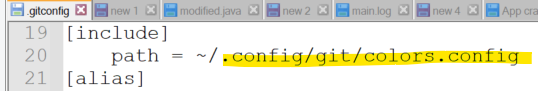 .gitconfig new 1 modified.java new 2 main.log new 4 App cra
19 [include]
20 path = ~/.config/git/colors.config
21 [alias]